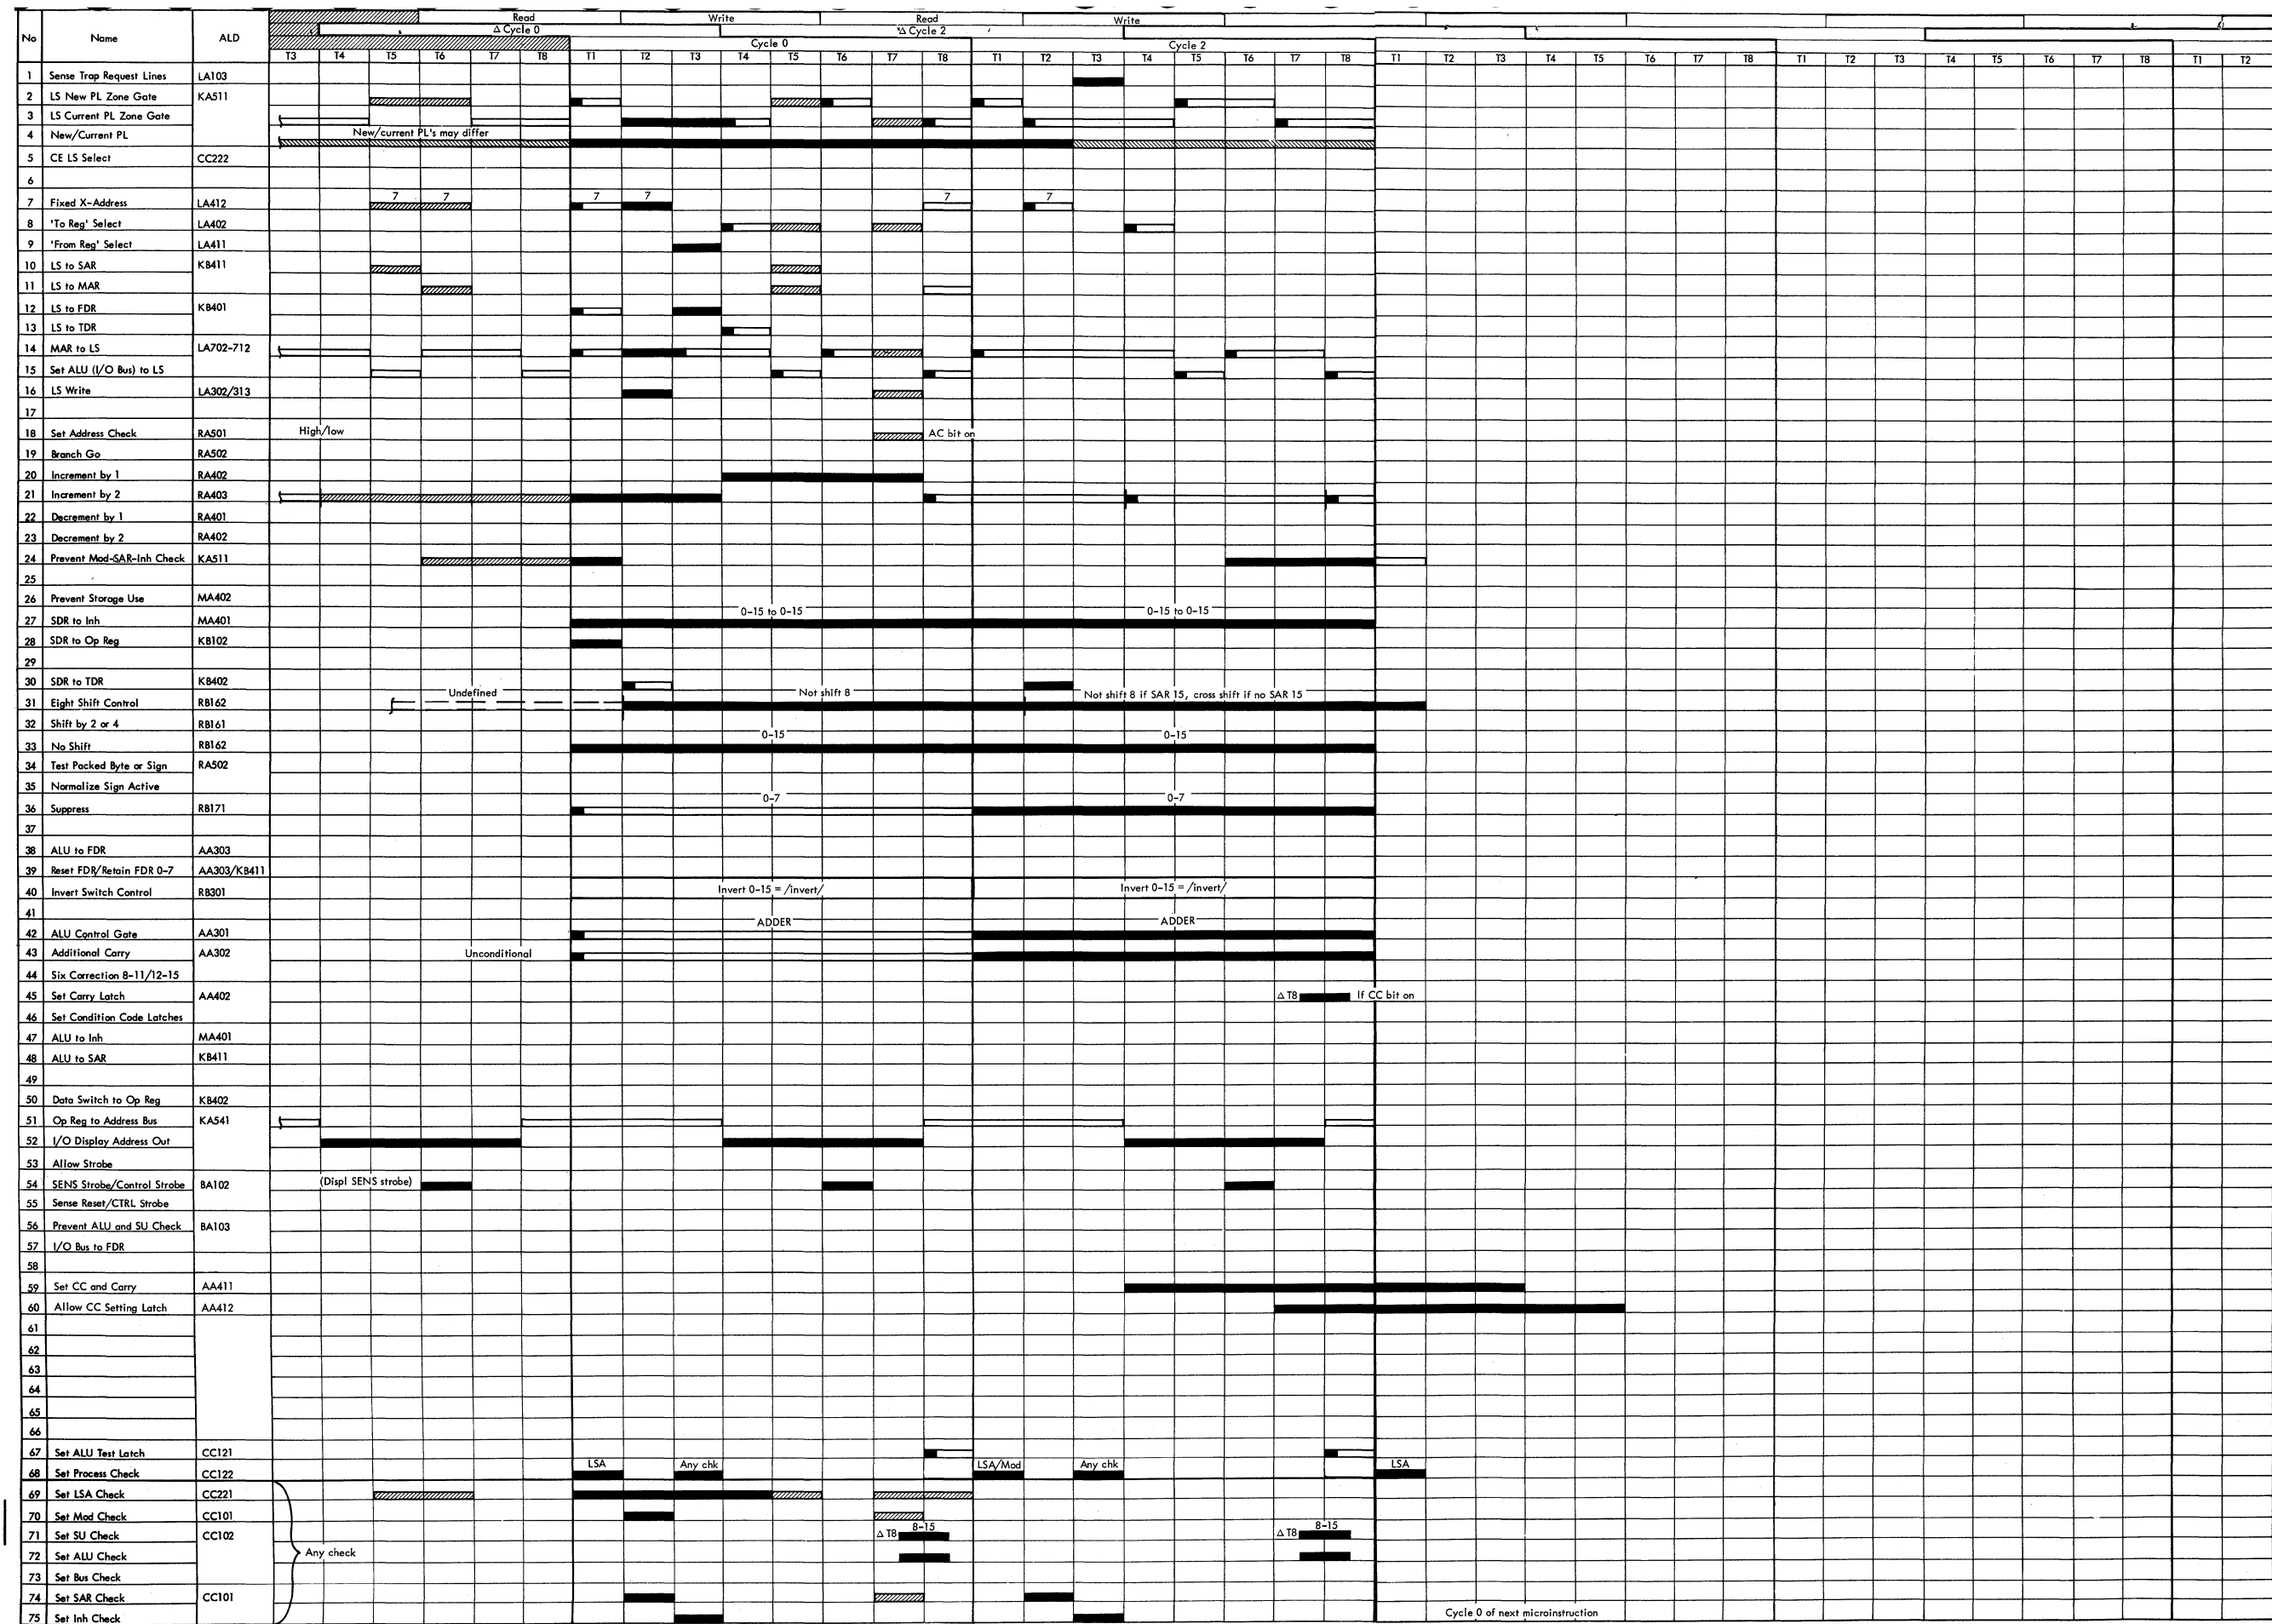 Read Write Read Write
Δ Cycle 0 Δ Cycle 2
No Name ALD Cycle 0 Cycle 2
T3 T4 T5 T6 T7 T8 T1 T2 T3 T4 T5 T6 T7 T8 T1 T2 T3 T4 T5 T6 T7 T8 T1 T2 T3 T4 T5 T6 T7 T8 T1 T2 T3 T4 T5 T6 T7 T8 T1 T2
1 Sense Trap Request Lines LA103
2 LS New PL Zone Gate KA511
3 LS Current PL Zone Gate
4 New/Current PL New/current PL's may differ
5 CE LS Select CC222
6
7 Fixed X-Address LA412 7 7 7 7 7 7
8 'To Reg' Select LA402
9 'From Reg' Select LA411
10 LS to SAR KB411
11 LS to MAR
12 LS to FDR KB401
13 LS to TDR
14 MAR to LS LA702-712
15 Set ALU (I/O Bus) to LS
16 LS Write LA302/313
17
18 Set Address Check RA501 High/low AC bit on
19 Branch Go RA502
20 Increment by 1 RA402
21 Increment by 2 RA403
22 Decrement by 1 RA401
23 Decrement by 2 RA402
24 Prevent Mod-SAR-Inh Check KA511
25
26 Prevent Storage Use MA402
0-15 to 0-15 0-15 to 0-15
27 SDR to Inh MA401
28 SDR to Op Reg KB102
29
30 SDR to TDR KB402
Undefined Not shift 8 Not shift 8 if SAR 15, cross shift if no SAR 15
31 Eight Shift Control RB162
32 Shift by 2 or 4 RB161
0-15 0-15
33 No Shift RB162
34 Test Packed Byte or Sign RA502
35 Normalize Sign Active
0-7 0-7
36 Suppress RB171
37
38 ALU to FDR AA303
39 Reset FDR/Retain FDR 0-7 AA303/KB411
40 Invert Switch Control RB301 Invert 0-15 = /invert/ Invert 0-15 = /invert/
41
ADDER ADDER
42 ALU Control Gate AA301
43 Additional Carry AA302 Unconditional
44 Six Correction 8-11/12-15
45 Set Carry Latch AA402 Δ T8 If CC bit on
46 Set Condition Code Latches
47 ALU to Inh MA401
48 ALU to SAR KB411
49
50 Data Switch to Op Reg KB402
51 Op Reg to Address Bus KA541
52 I/O Display Address Out
53 Allow Strobe
54 SENS Strobe/Control Strobe BA102 (Displ SENS strobe)
55 Sense Reset/CTRL Strobe
56 Prevent ALU and SU Check BA103
57 I/O Bus to FDR
58
59 Set CC and Carry AA411
60 Allow CC Setting Latch AA412
61
62
63
64
65
66
67 Set ALU Test Latch CC121
LSA Any chk LSA/Mod Any chk LSA
68 Set Process Check CC122
69 Set LSA Check CC221
70 Set Mod Check CC101
71 Set SU Check CC102 Δ T8 8-15 Δ T8 8-15
72 Set ALU Check Any check
73 Set Bus Check
74 Set SAR Check CC101
75 Set Inh Check Cycle 0 of next microinstruction